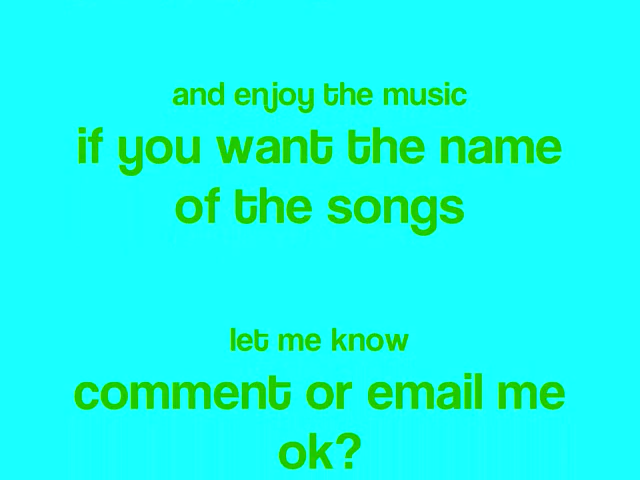 and enjoy the music
if you want the name
of the songs
let me know
comment or email me
ok?